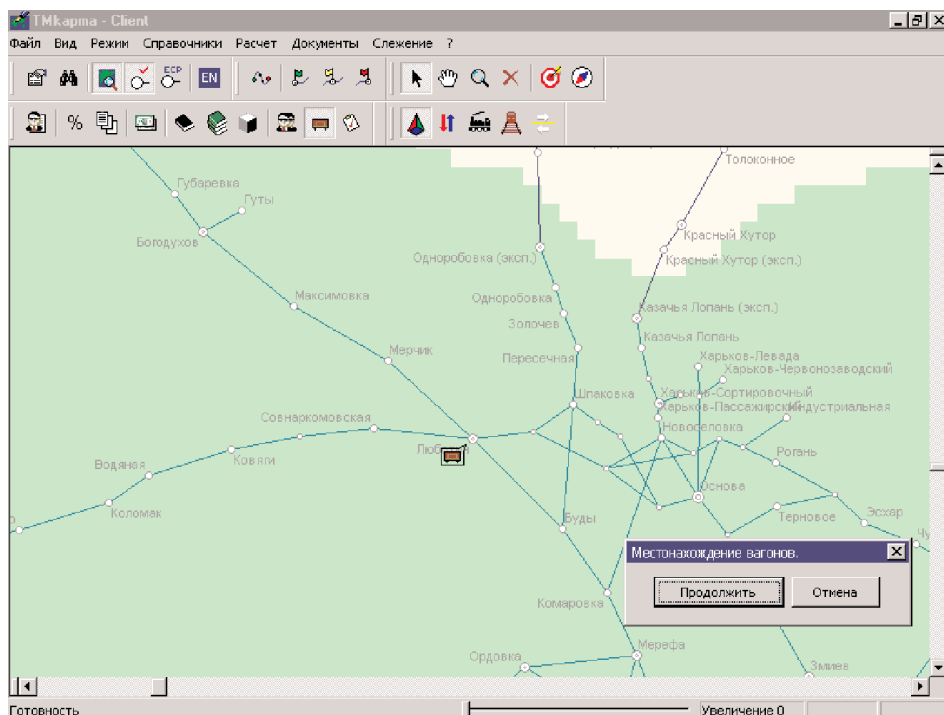 ТМкарта - Client
Файл Вид Режим Справочники Расчет Документы Слежение ?
ECP
EN
%
Толоконное
Губаревка
Гуты
Богодухов
Красный Хутор
Одноробовка (эксп.)
Красный Хутор (эксп.)
Максимовка
Одноробовка
Казачья Лопань (эксп.)
Золочев
Казачья Лопань
Мерчик
Пересечная
Харьков-Левада
Харьков-Червонозаводский
Шпаковка
Харьков-Сортировочный
Харьков-Пассажирский
Индустриальная
Совнаркомовская
Новоселовка
Водяная
Ковяги
Рогань
Основа
Коломак
Буды
Терновое
Эсхар
Местонахождение вагонов.
Продолжить
Отмена
Комаровка
Мерефа
Ордовка
Змиев
Готовность
Увеличение 0